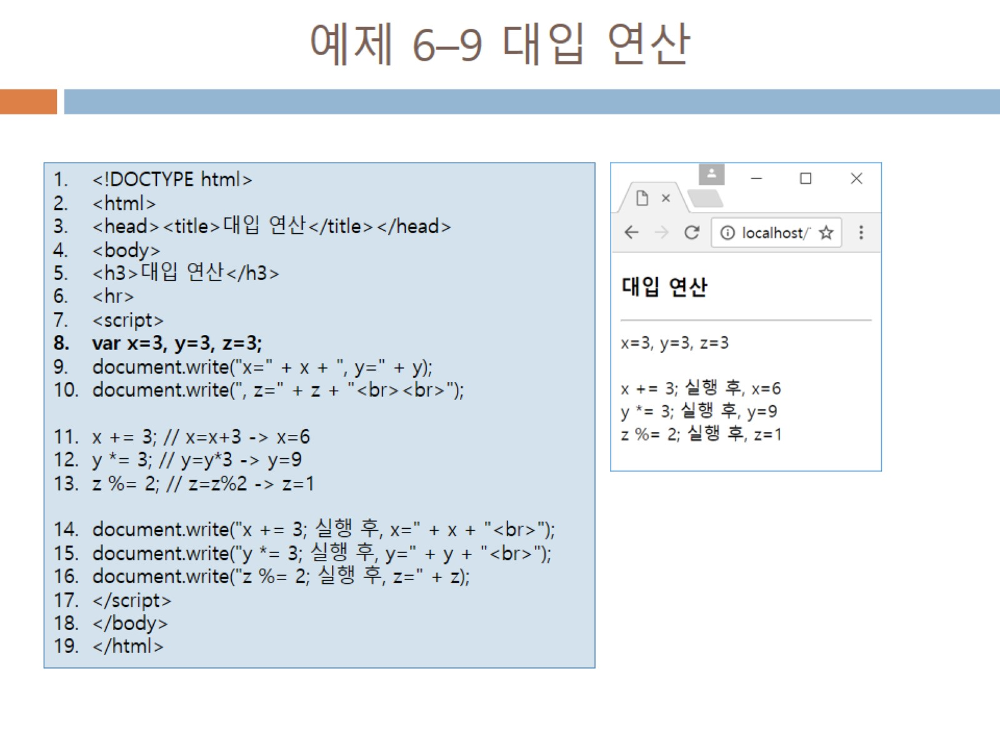 예제 6–9 대입 연산
1. <!DOCTYPE html>
2. <html>
3. <head><title>대입 연산</title></head>
4. <body>
5. <h3>대입 연산</h3>
6. <hr>
7. <script>
8. var x=3, y=3, z=3;
9. document.write("x=" + x + ", y=" + y);
10. document.write(", z=" + z + "<br><br>");
11. x += 3; // x=x+3 -> x=6
12. y *= 3; // y=y*3 -> y=9
13. z %= 2; // z=z%2 -> z=1
14. document.write("x += 3; 실행 후, x=" + x + "<br>");
15. document.write("y *= 3; 실행 후, y=" + y + "<br>");
16. document.write("z %= 2; 실행 후, z=" + z);
17. </script>
18. </body>
19. </html>
localhost/
대입 연산
x=3, y=3, z=3
x += 3; 실행 후, x=6
y *= 3; 실행 후, y=9
z %= 2; 실행 후, z=1